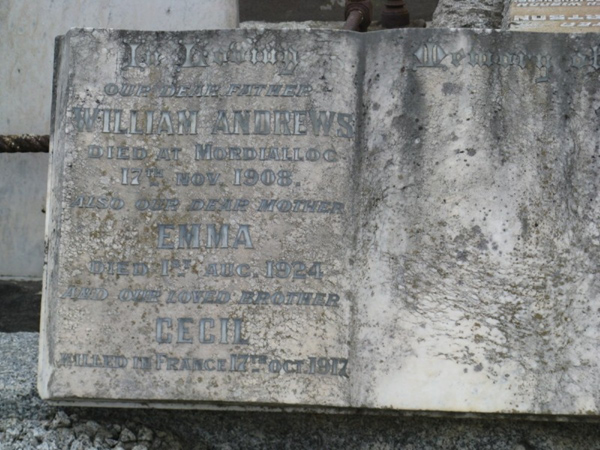 In Loving Memory
OUR DEAR FATHER
WILLIAM ANDREWS
DIED AT MORDIALLOC
17TH NOV. 1908.
ALSO OUR DEAR MOTHER
EMMA
DIED 1ST AUG. 1924
AND OUR LOVED BROTHER
CECIL
KILLED IN FRANCE 17TH OCT. 1917